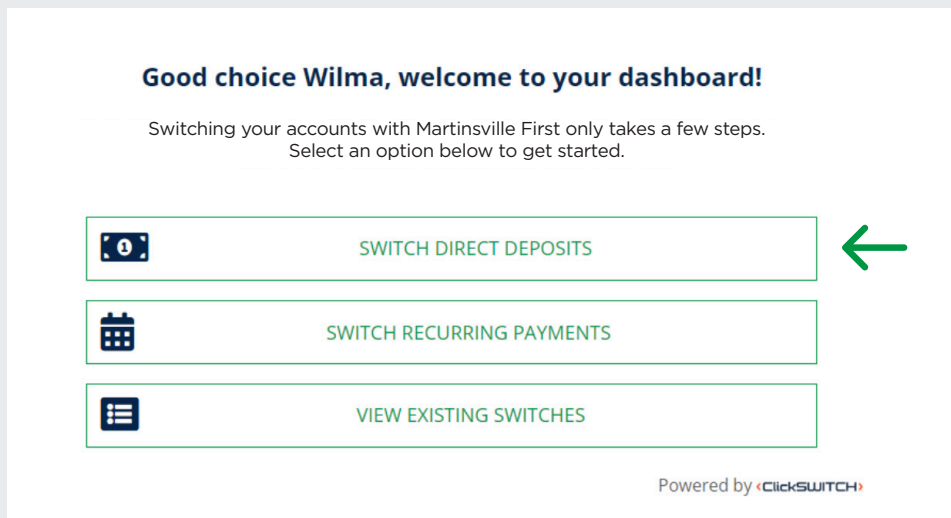 Good choice Wilma, welcome to your dashboard!
Switching your accounts with Martinsville First only takes a few steps.
Select an option below to get started.
1
SWITCH DIRECT DEPOSITS
SWITCH RECURRING PAYMENTS
VIEW EXISTING SWITCHES
Powered by ‹ClickSWITCH›